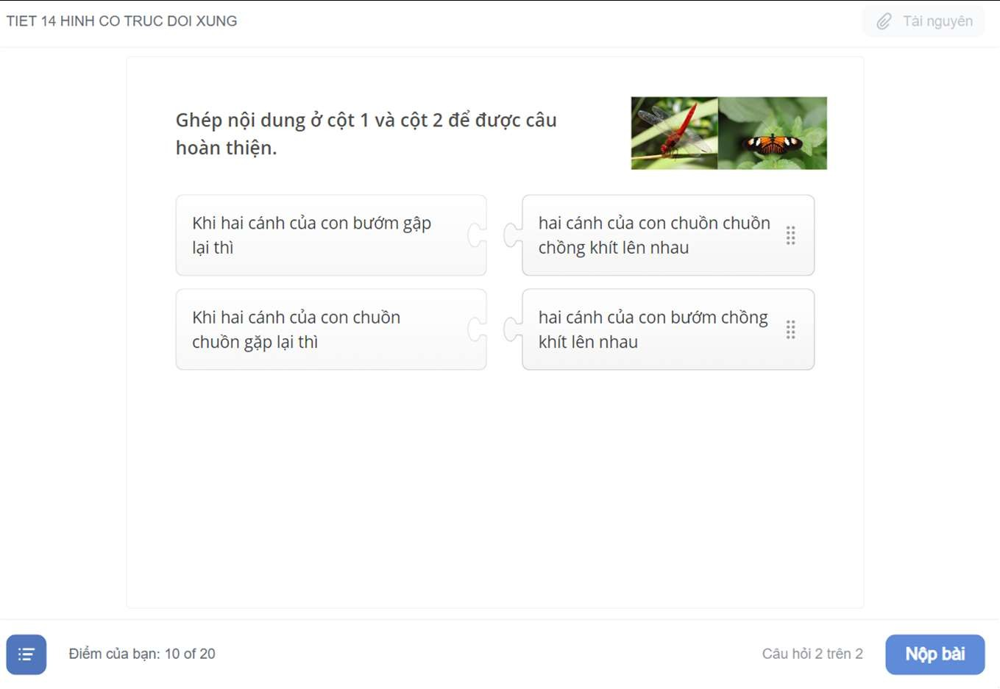 TIET 14 HINH CO TRUC DOI XUNG
Tài nguyên
Ghép nội dung ở cột 1 và cột 2 để được câu
hoàn thiện.
Khi hai cánh của con bướm gập
lại thì
hai cánh của con chuồn chuồn
chồng khít lên nhau
Khi hai cánh của con chuồn
chuồn gặp lại thì
hai cánh của con bướm chồng
khít lên nhau
Điểm của bạn: 10 of 20
Câu hỏi 2 trên 2
Nộp bài